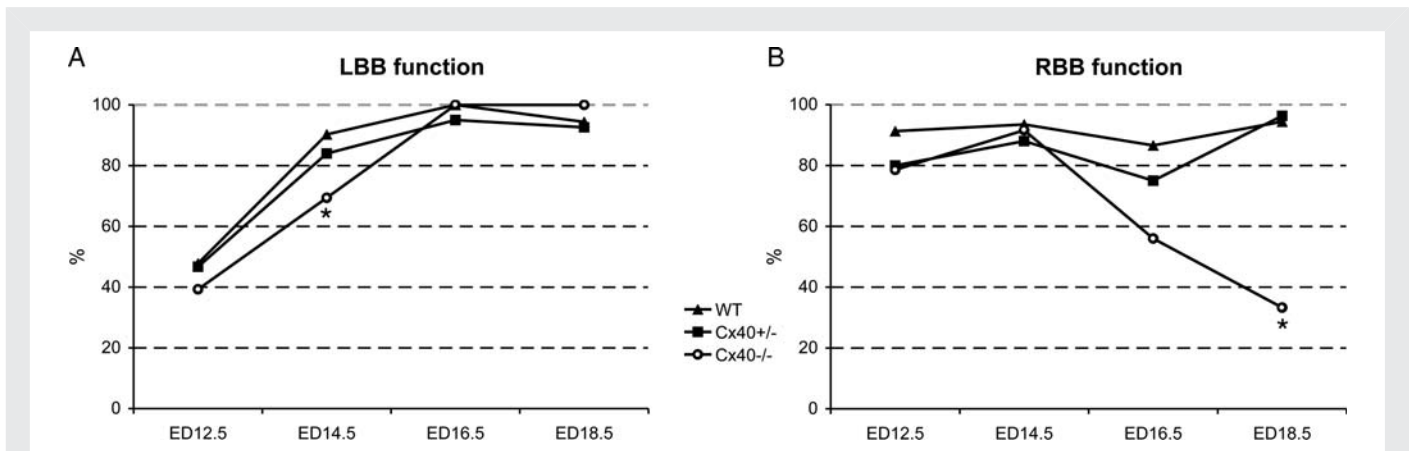 A
LBB function
100
80
60
40
20
0
%
*
ED12.5
ED14.5
ED16.5
ED18.5
WT
Cx40+/-
Cx40-/-
B
RBB function
100
80
60
40
20
0
%
*
ED12.5
ED14.5
ED16.5
ED18.5